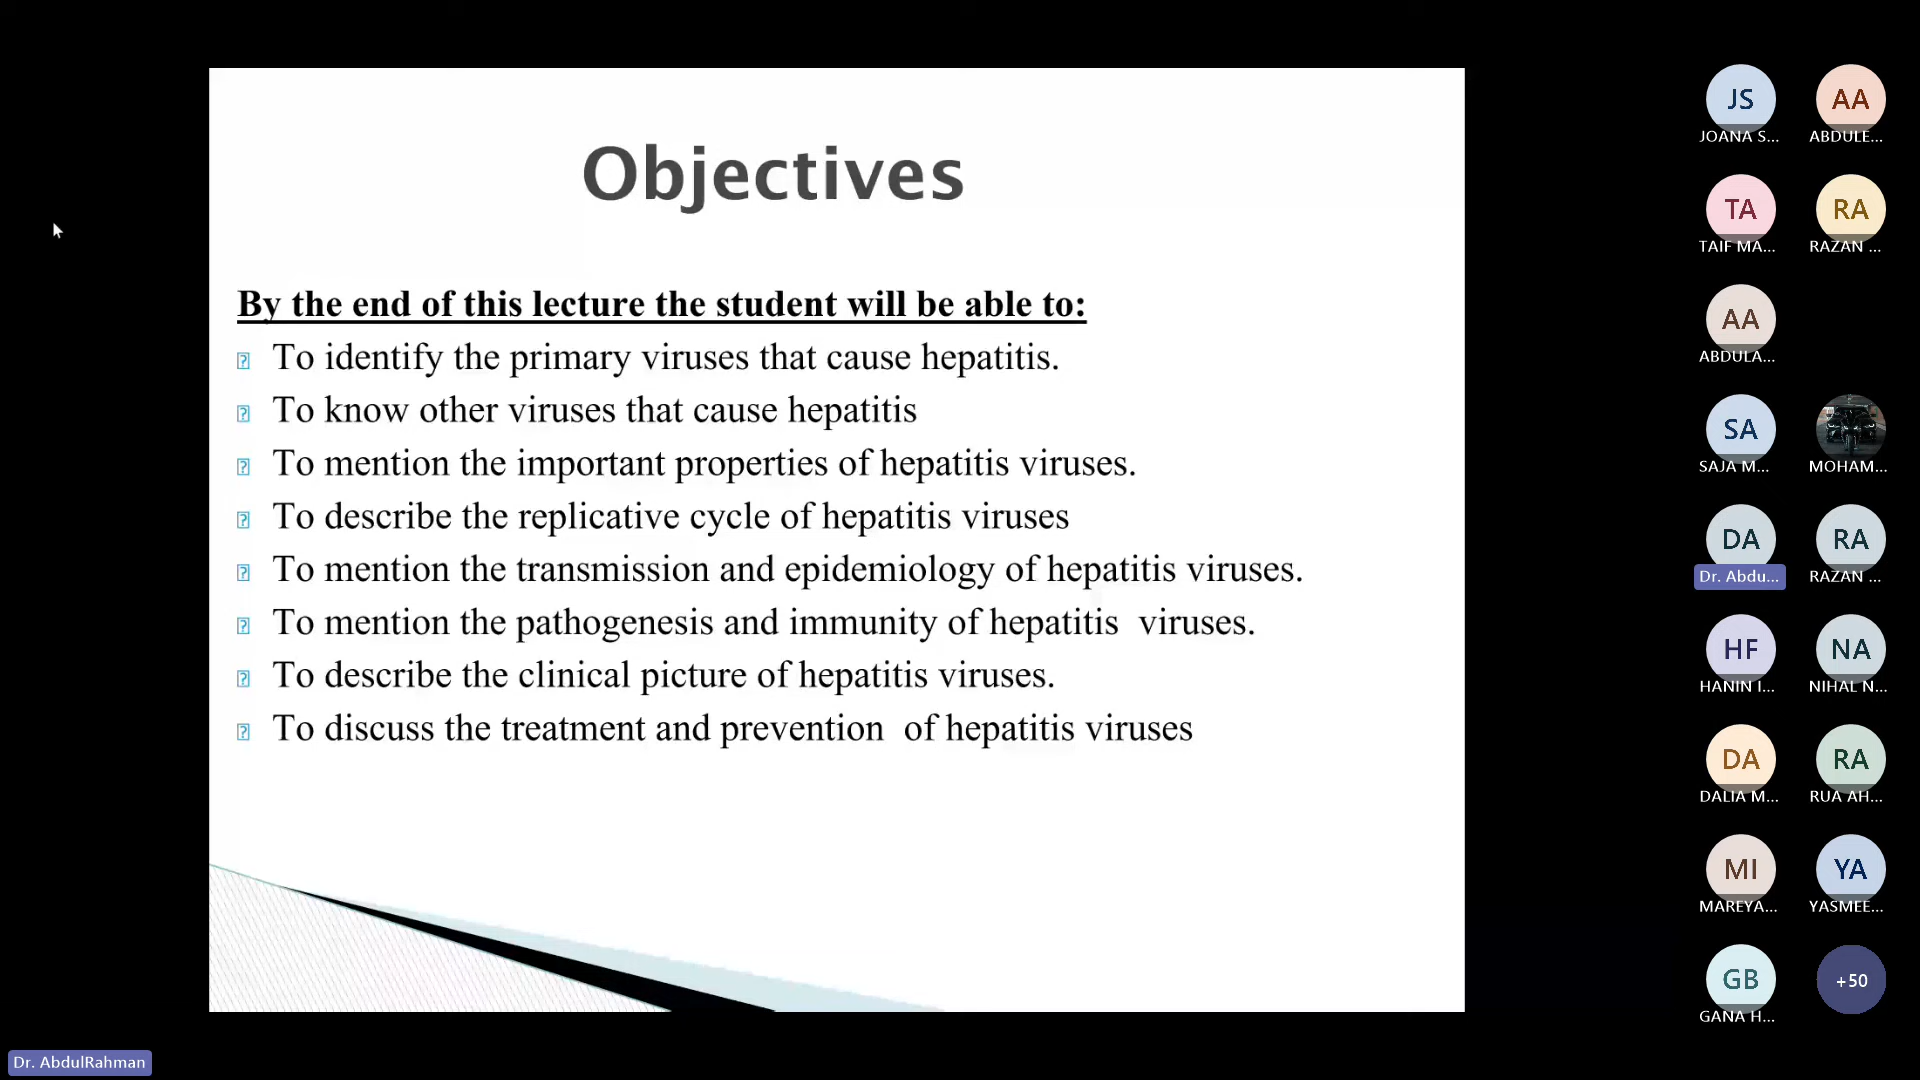 Objectives
By the end of this lecture the student will be able to:
To identify the primary viruses that cause hepatitis.
To know other viruses that cause hepatitis
To mention the important properties of hepatitis viruses.
To describe the replicative cycle of hepatitis viruses
To mention the transmission and epidemiology of hepatitis viruses.
To mention the pathogenesis and immunity of hepatitis viruses.
To describe the clinical picture of hepatitis viruses.
To discuss the treatment and prevention of hepatitis viruses
JS
JOANA S...
AA
ABDULE...
TA
TAIF MA...
RA
RAZAN ...
AA
ABDULA...
SA
SAJA M...
MOHAM...
DA
Dr. Abdu...
RA
RAZAN ...
HF
HANIN I...
NA
NIHAL N...
DA
DALIA M...
RA
RUA AH...
MI
MAREYA...
YA
YASMEE...
GB
GANA H...
+50
Dr. AbdulRahman